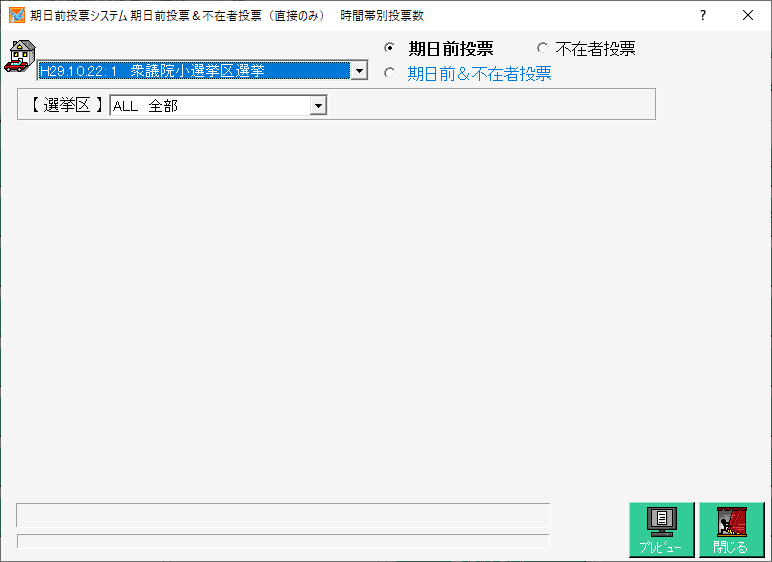 期日前投票システム 期日前投票＆不在者投票（直接のみ）　時間帯別投票数
期日前投票　不在者投票
H29.10.22: 1　衆議院小選挙区選挙
期日前＆不在者投票
【 選挙区 】 ALL　全部
ﾌﾟﾚﾋﾞｭｰ　閉じる